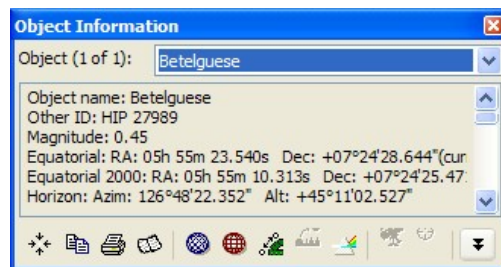 Object Information
Object (1 of 1): Betelguese
Object name: Betelguese
Other ID: HIP 27989
Magnitude: 0.45
Equatorial: RA: 05h 55m 23.540s Dec: +07°24'28.644"(cur
Equatorial 2000: RA: 05h 55m 10.313s Dec: +07°24'25.47
Horizon: Azim: 126°48'22.352" Alt: +45°11'02.527"